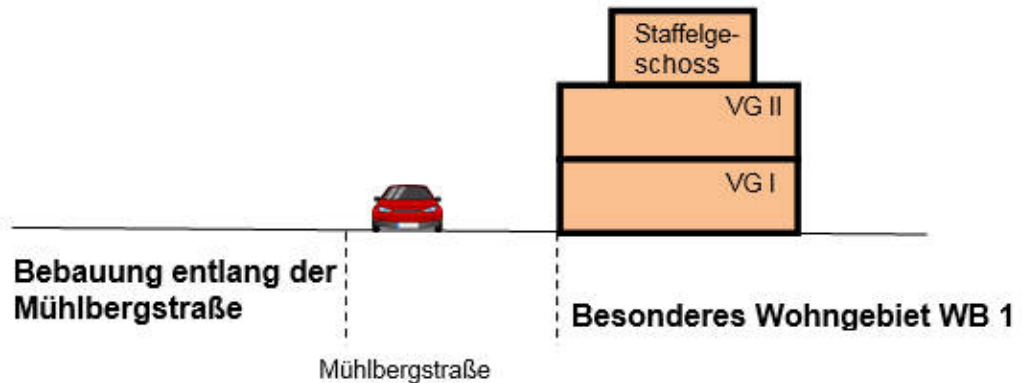 Staffelge-
schoss
VG II
VG I
Bebauung entlang der
Mühlbergstraße
Besonderes Wohngebiet WB 1
Mühlbergstraße